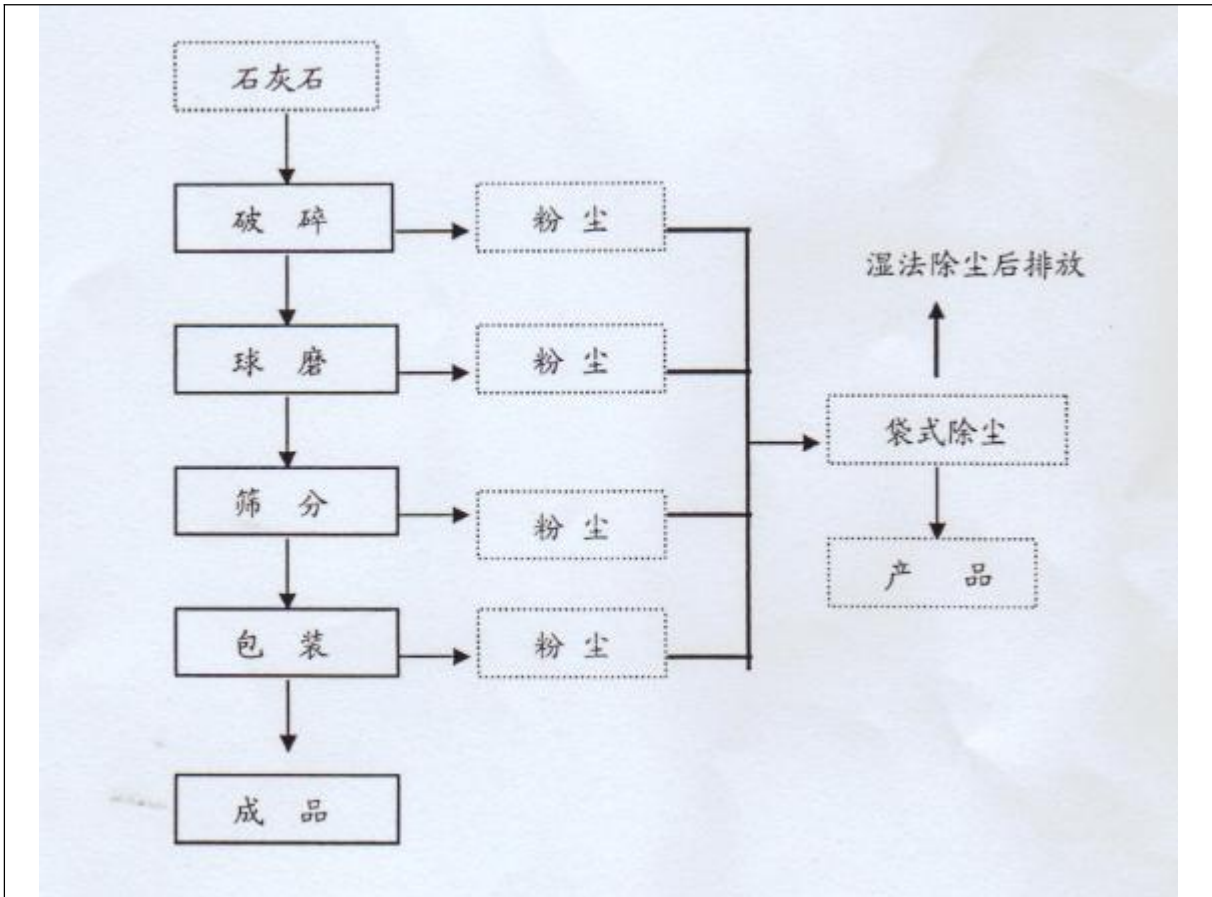 石灰石
破 碎
粉 尘
湿法除尘后排放
球 磨
粉 尘
袋式除尘
筛 分
粉 尘
产 品
包 装
粉 尘
成 品